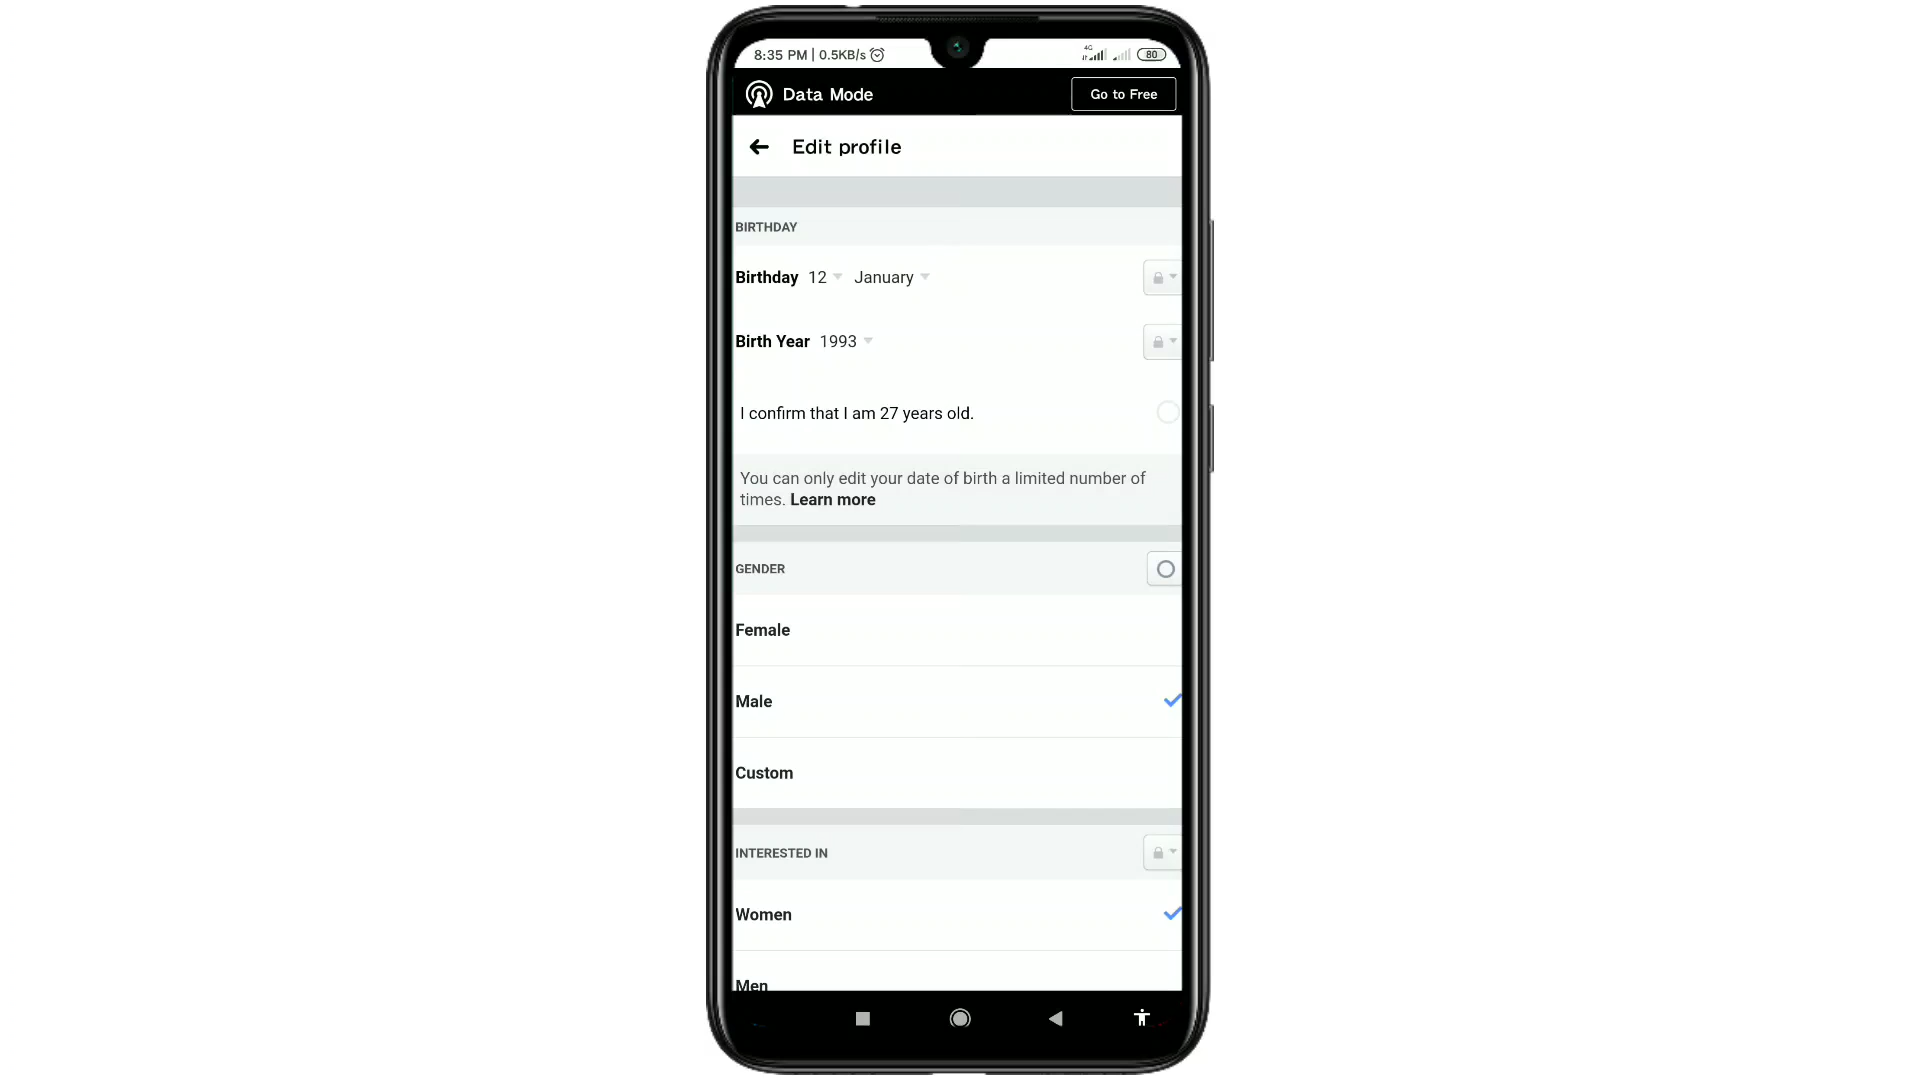 8:35 PM | 0.5KB/s 4G 80
Data Mode Go to Free
Edit profile
BIRTHDAY
Birthday 12 January
Birth Year 1993
I confirm that I am 27 years old.
You can only edit your date of birth a limited number of
times. Learn more
GENDER
Female
Male
Custom
INTERESTED IN
Women
Men